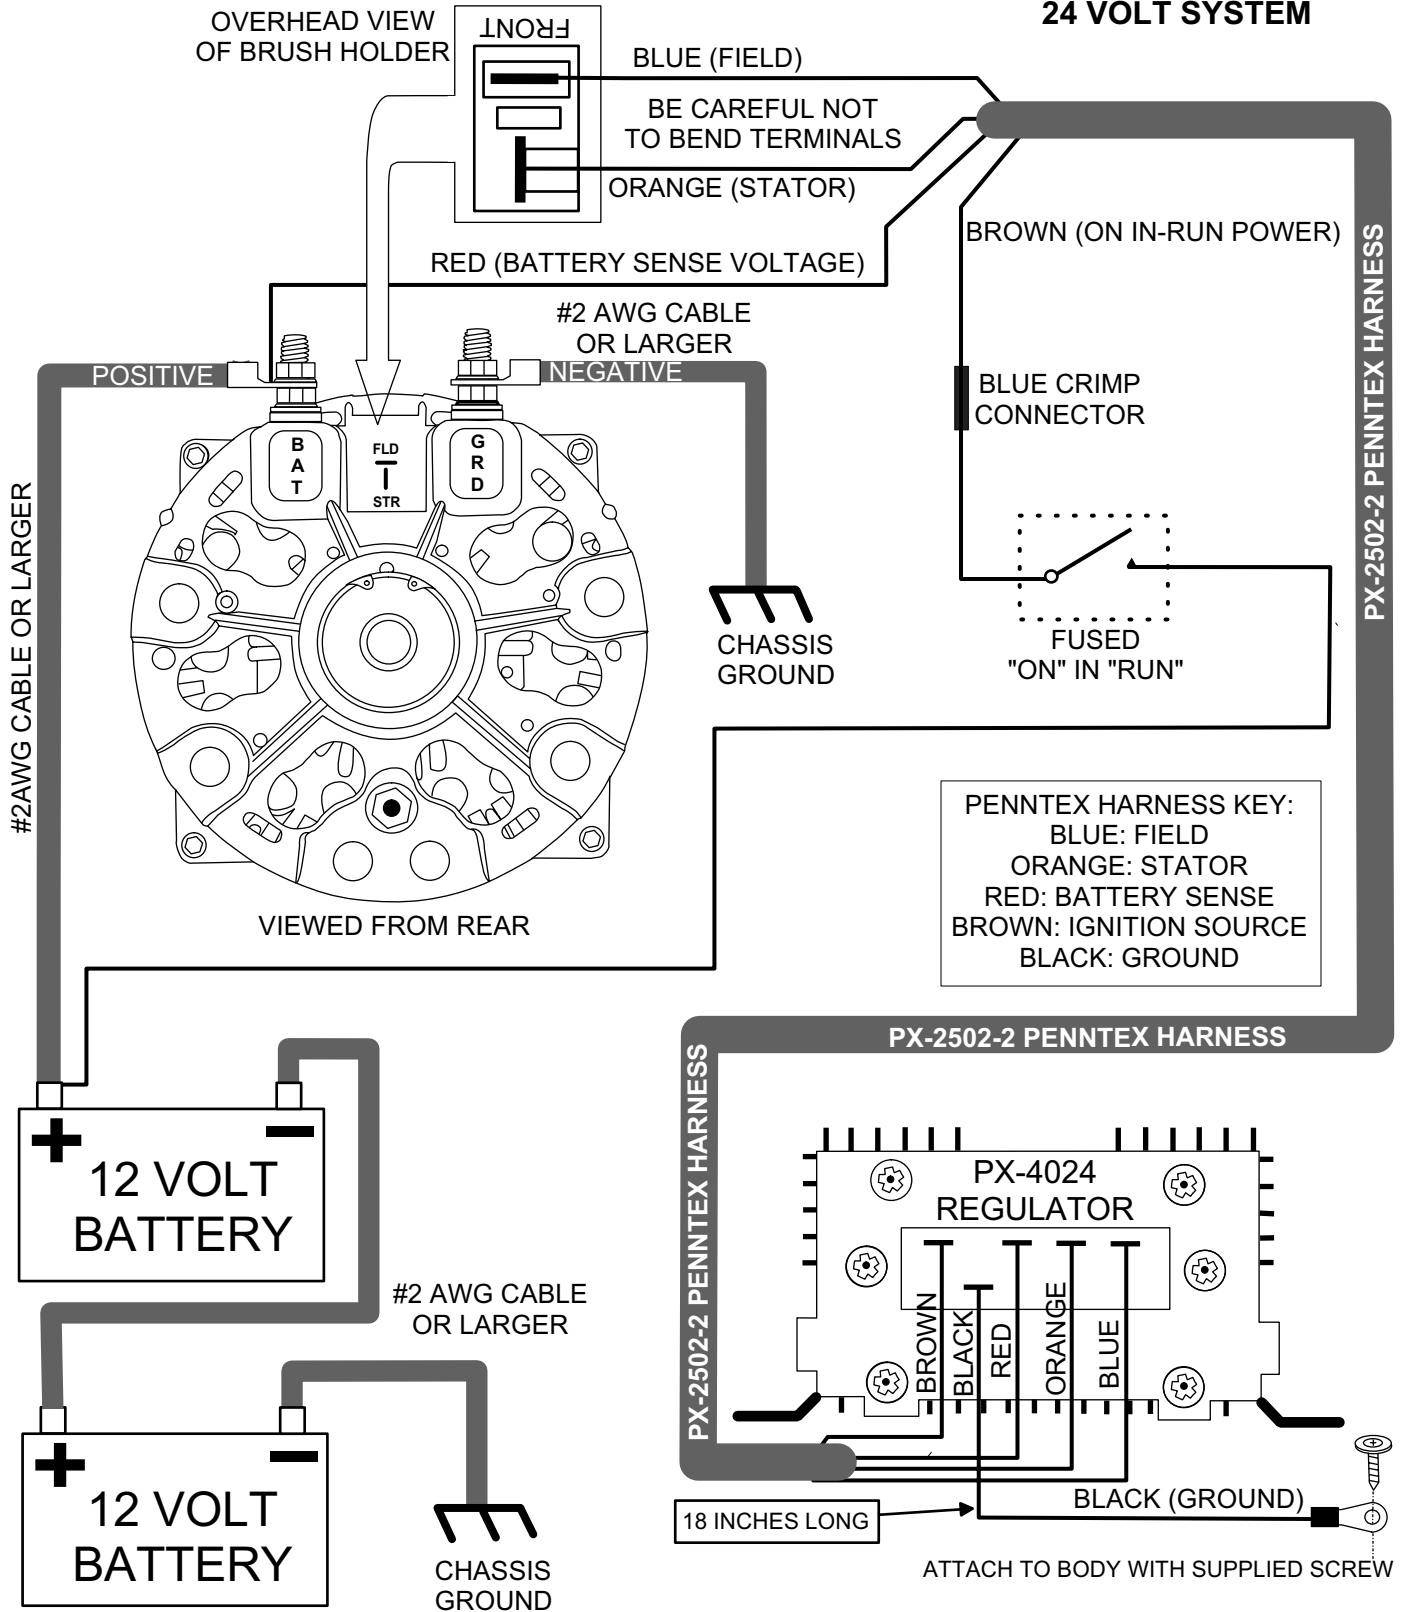 24 VOLT SYSTEM
OVERHEAD VIEW
OF BRUSH HOLDER
FRONT
BLUE (FIELD)
BE CAREFUL NOT
TO BEND TERMINALS
ORANGE (STATOR)
BROWN (ON IN-RUN POWER)
RED (BATTERY SENSE VOLTAGE)
#2 AWG CABLE
OR LARGER
POSITIVE
NEGATIVE
BLUE CRIMP
CONNECTOR
PX-2502-2 PENNTEX HARNESS
BAT
FLD
STR
GRD
#2AWG CABLE OR LARGER
CHASSIS
GROUND
FUSED
"ON" IN "RUN"
PENNTEX HARNESS KEY:
BLUE: FIELD
ORANGE: STATOR
RED: BATTERY SENSE
BROWN: IGNITION SOURCE
BLACK: GROUND
VIEWED FROM REAR
PX-2502-2 PENNTEX HARNESS
PX-2502-2 PENNTEX HARNESS
12 VOLT
BATTERY
PX-4024
REGULATOR
BROWN
BLACK
RED
ORANGE
BLUE
#2 AWG CABLE
OR LARGER
12 VOLT
BATTERY
CHASSIS
GROUND
18 INCHES LONG
BLACK (GROUND)
ATTACH TO BODY WITH SUPPLIED SCREW